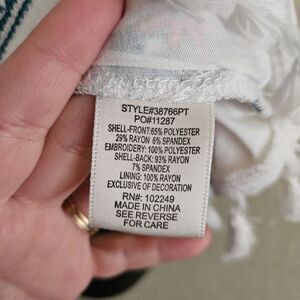 STYLE#38766PT
PO#11287
SHELL-FRONT:65% POLYESTER
29% RAYON 6% SPANDEX
EMBROIDERY:100% POLYESTER
SHELL-BACK: 93% RAYON
7% SPANDEX
LINING: 100% RAYON
EXCLUSIVE OF DECORATION
RN#: 102249
MADE IN CHINA
SEE REVERSE
FOR CARE